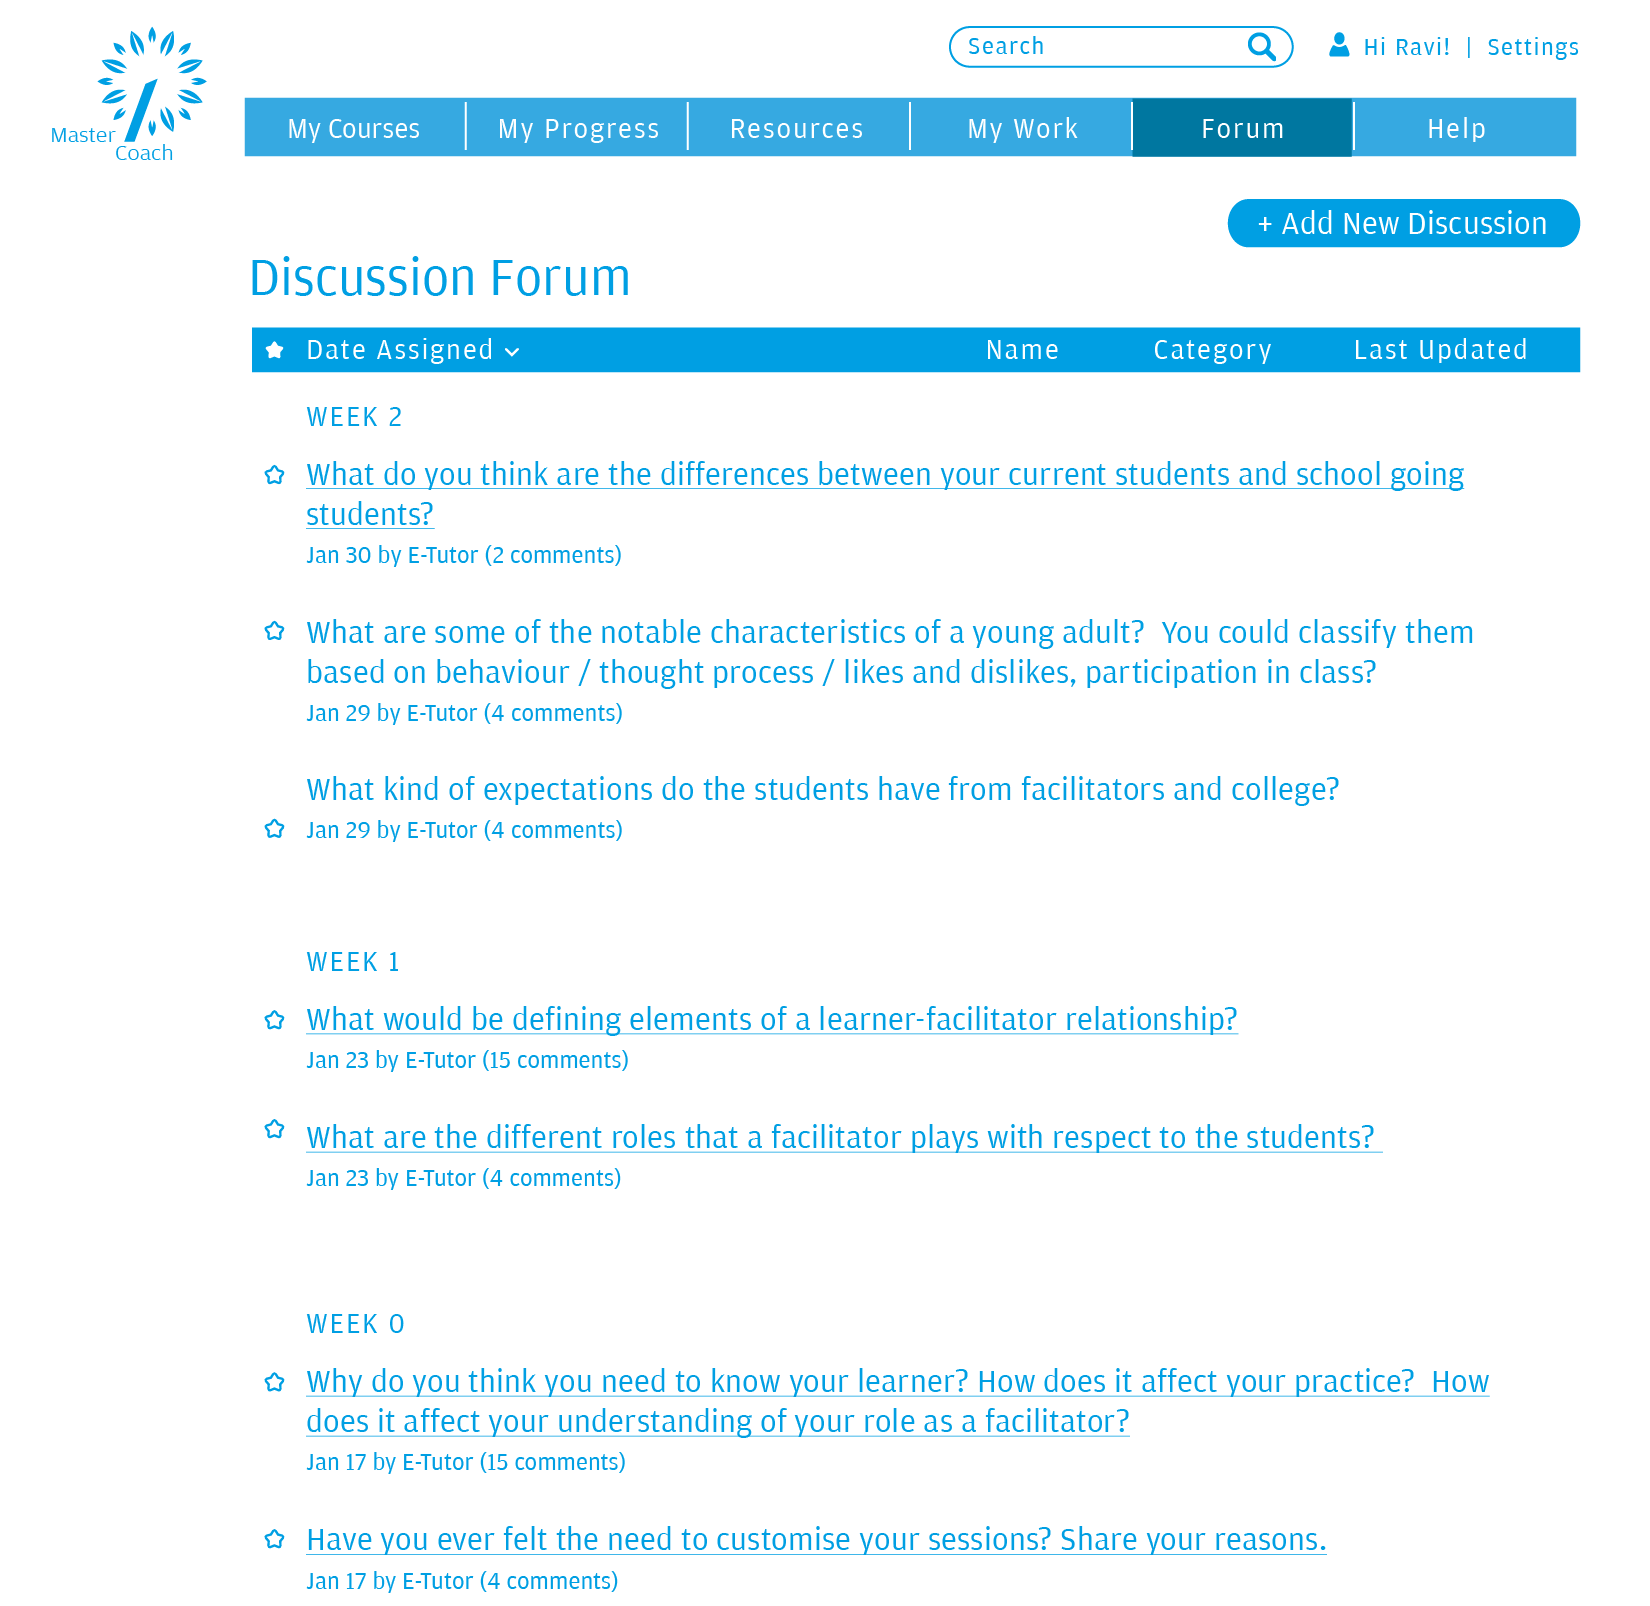 Search
Hi Ravi! | Settings
Master
Coach
My Courses
My Progress
Resources
My Work
Forum
Help
+ Add New Discussion
Discussion Forum
Date Assigned
Name
Category
Last Updated
WEEK 2
What do you think are the differences between your current students and school going
students?
Jan 30 by E-Tutor (2 comments)
What are some of the notable characteristics of a young adult?  You could classify them
based on behaviour / thought process / likes and dislikes, participation in class?
Jan 29 by E-Tutor (4 comments)
What kind of expectations do the students have from facilitators and college?
Jan 29 by E-Tutor (4 comments)
WEEK 1
What would be defining elements of a learner-facilitator relationship?
Jan 23 by E-Tutor (15 comments)
What are the different roles that a facilitator plays with respect to the students?
Jan 23 by E-Tutor (4 comments)
WEEK 0
Why do you think you need to know your learner? How does it affect your practice?  How
does it affect your understanding of your role as a facilitator?
Jan 17 by E-Tutor (15 comments)
Have you ever felt the need to customise your sessions? Share your reasons.
Jan 17 by E-Tutor (4 comments)